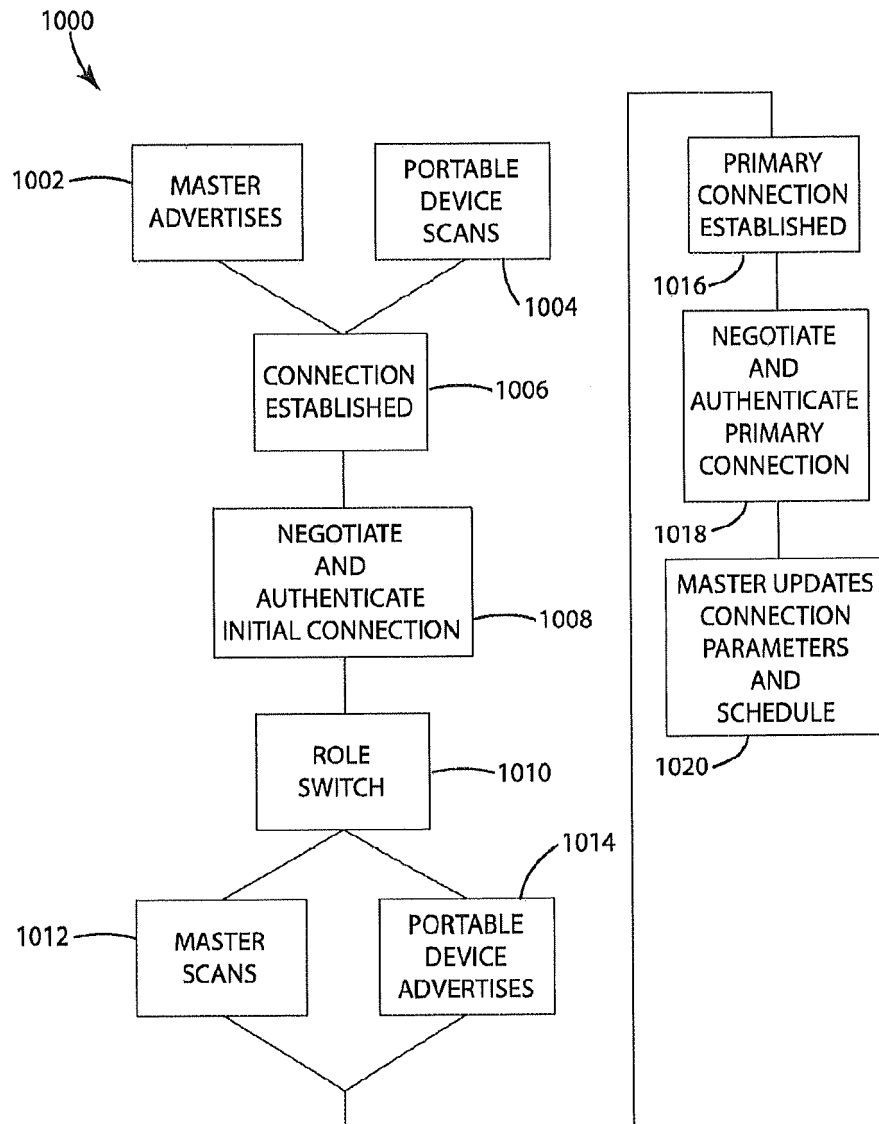 1000
1002
MASTER
ADVERTISES
PORTABLE
DEVICE
SCANS
1004
CONNECTION
ESTABLISHED
1006
NEGOTIATE
AND
AUTHENTICATE
INITIAL CONNECTION
1008
ROLE
SWITCH
1010
1012
MASTER
SCANS
1014
PORTABLE
DEVICE
ADVERTISES
PRIMARY
CONNECTION
ESTABLISHED
1016
NEGOTIATE
AND
AUTHENTICATE
PRIMARY
CONNECTION
1018
MASTER UPDATES
CONNECTION
PARAMETERS
AND
SCHEDULE
1020